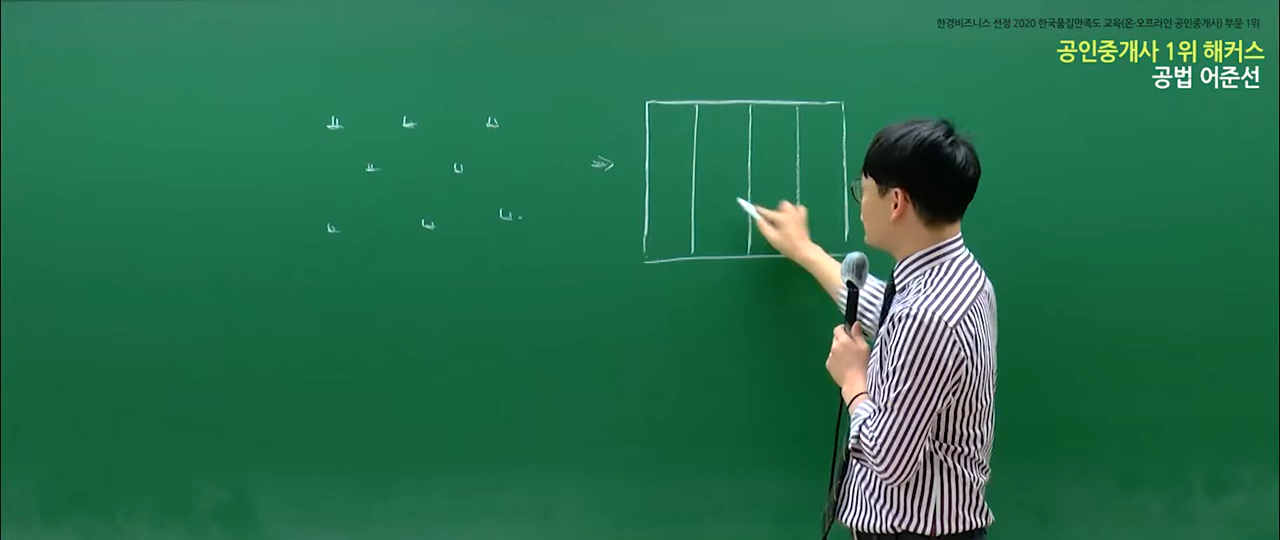 한경비즈니스 선정 2020 한국품질만족도 교육(온·오프라인 공인중개사) 부문 1위
공인중개사 1위 해커스
공법 어준선